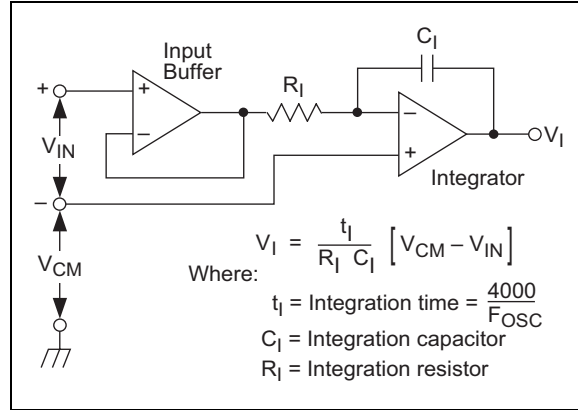 Input
Buffer
C_I
R_I
+
+
−
−
+
V_I
V_IN
−
Integrator
V_CM
V_I = t_I / (R_I C_I) [V_CM – V_IN]
Where:
t_I = Integration time = 4000 / F_OSC
C_I = Integration capacitor
R_I = Integration resistor